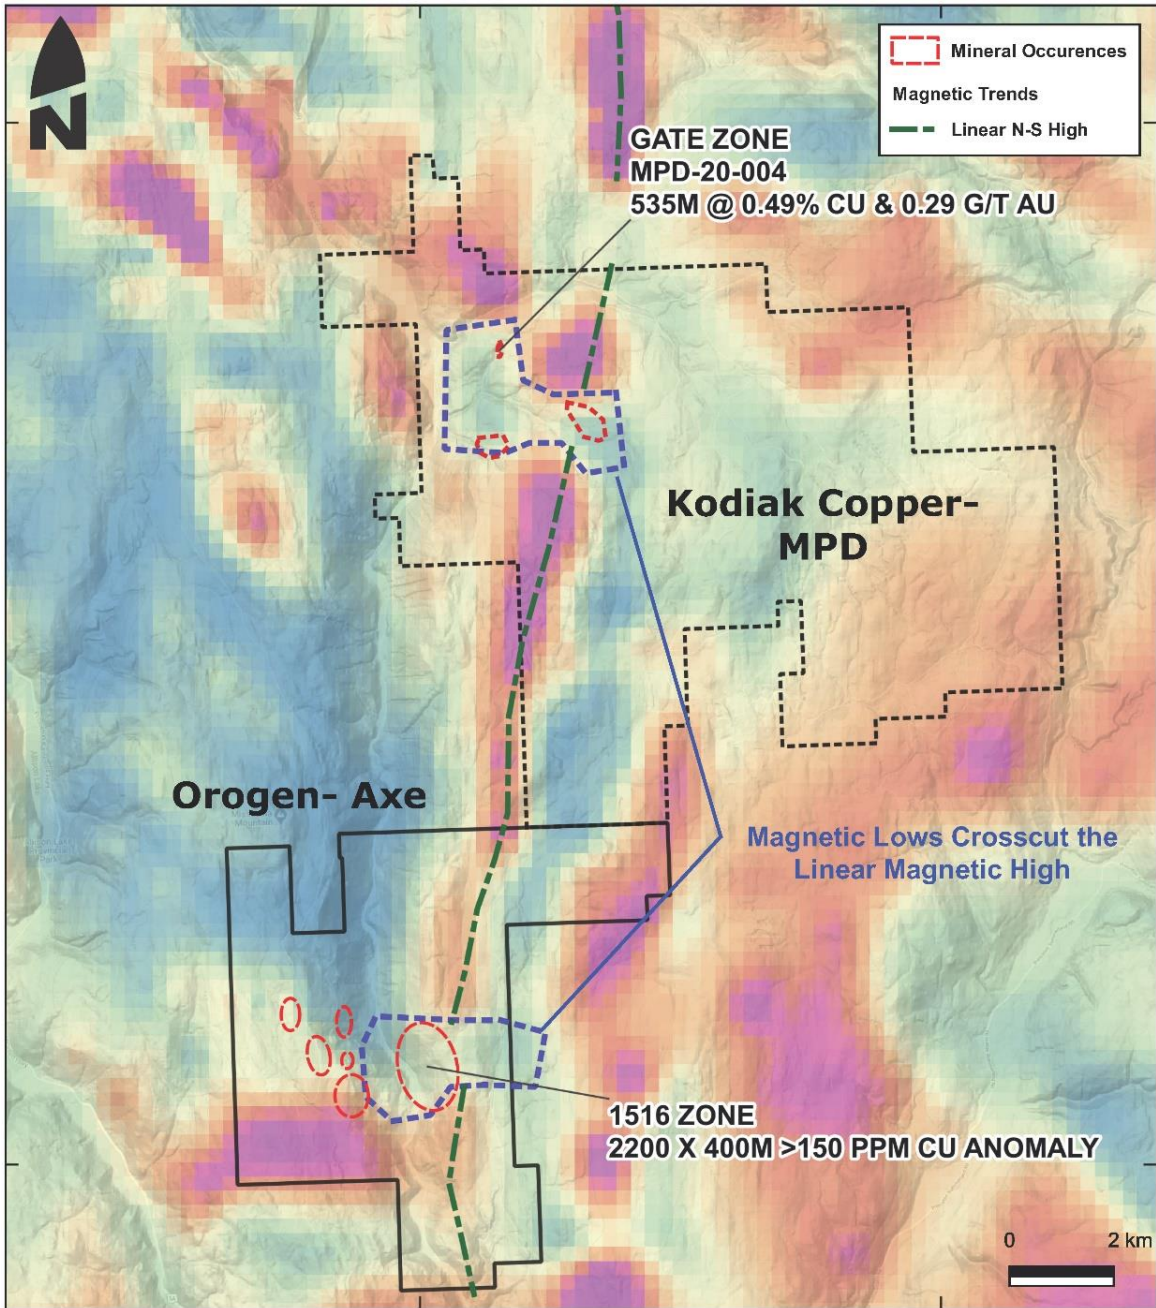 N
Mineral Occurences
Magnetic Trends
Linear N-S High
GATE ZONE
MPD-20-004
535M @ 0.49% CU & 0.29 G/T AU
Kodiak Copper-
MPD
Orogen- Axe
Magnetic Lows Crosscut the
Linear Magnetic High
1516 ZONE
2200 X 400M >150 PPM CU ANOMALY
0 2 km